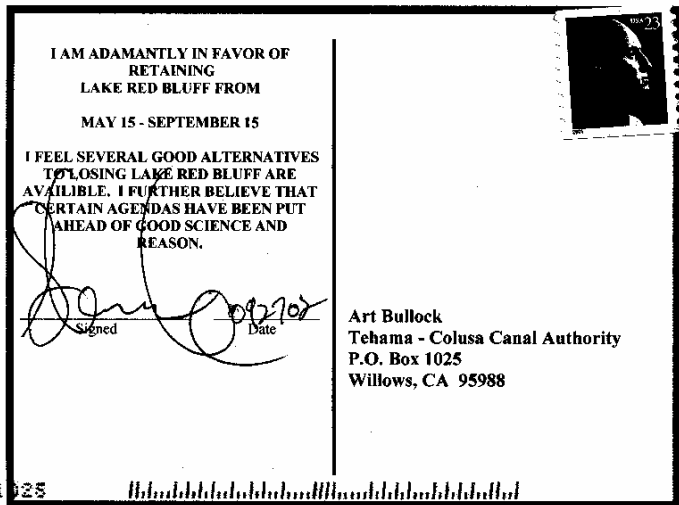 I AM ADAMANTLY IN FAVOR OF
RETAINING
LAKE RED BLUFF FROM
MAY 15 - SEPTEMBER 15
I FEEL SEVERAL GOOD ALTERNATIVES
TO LOSING LAKE RED BLUFF ARE
AVAILIBLE. I FURTHER BELIEVE THAT
CERTAIN AGENDAS HAVE BEEN PUT
AHEAD OF GOOD SCIENCE AND
REASON.
092702
Signed Date
USA 23
Art Bullock
Tehama - Colusa Canal Authority
P.O. Box 1025
Willows, CA 95988